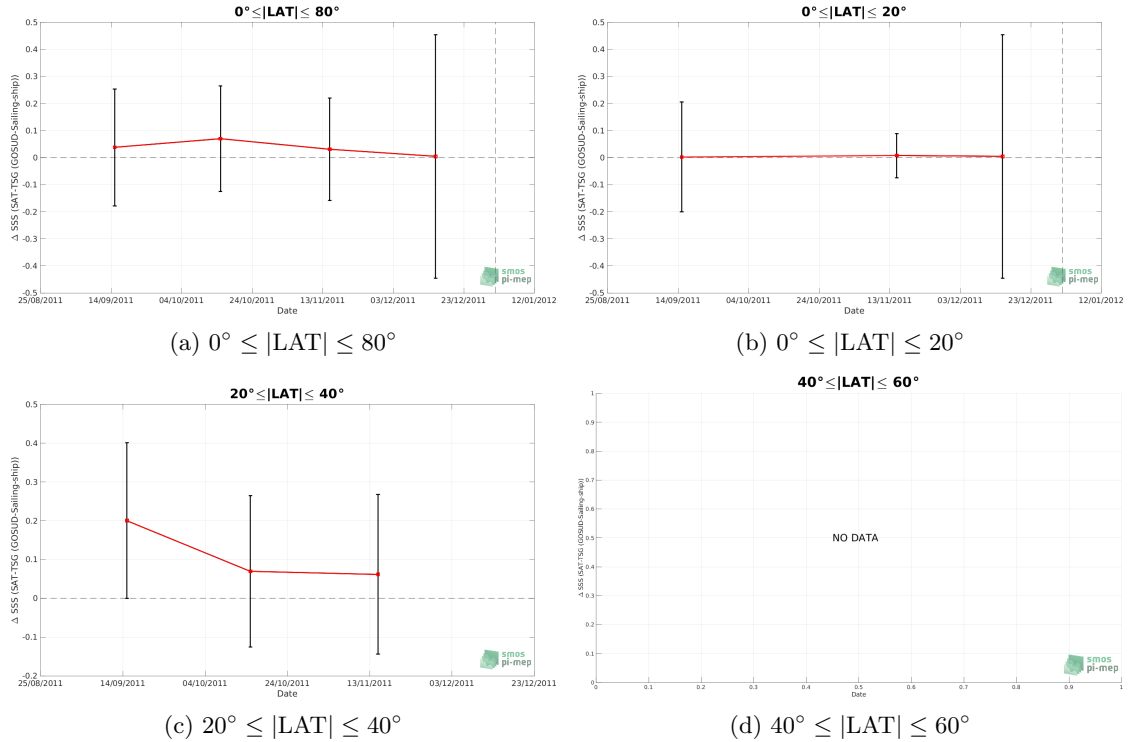 0°≤|LAT|≤ 80°
0.5
0.4
0.3
0.2
0.1
0
-0.1
-0.2
-0.3
-0.4
-0.5
Δ SSS (SAT-TSG (GOSUD-Sailing-ship))
25/08/2011 14/09/2011 04/10/2011 24/10/2011 13/11/2011 03/12/2011 23/12/2011 12/01/2012
Date
smos
pi-mep
(a) 0° ≤ |LAT| ≤ 80°
0°≤|LAT|≤ 20°
0.5
0.4
0.3
0.2
0.1
0
-0.1
-0.2
-0.3
-0.4
-0.5
Δ SSS (SAT-TSG (GOSUD-Sailing-ship))
25/08/2011 14/09/2011 04/10/2011 24/10/2011 13/11/2011 03/12/2011 23/12/2011 12/01/2012
Date
smos
pi-mep
(b) 0° ≤ |LAT| ≤ 20°
20°≤|LAT|≤ 40°
0.5
0.4
0.3
0.2
0.1
0
-0.1
-0.2
Δ SSS (SAT-TSG (GOSUD-Sailing-ship))
25/08/2011 14/09/2011 04/10/2011 24/10/2011 13/11/2011 03/12/2011 23/12/2011
Date
smos
pi-mep
(c) 20° ≤ |LAT| ≤ 40°
40°≤|LAT|≤ 60°
1
0.9
0.8
0.7
0.6
0.5
0.4
0.3
0.2
0.1
0
Δ SSS (SAT-TSG (GOSUD-Sailing-ship))
NO DATA
0 0.1 0.2 0.3 0.4 0.5 0.6 0.7 0.8 0.9 1
Date
smos
pi-mep
(d) 40° ≤ |LAT| ≤ 60°